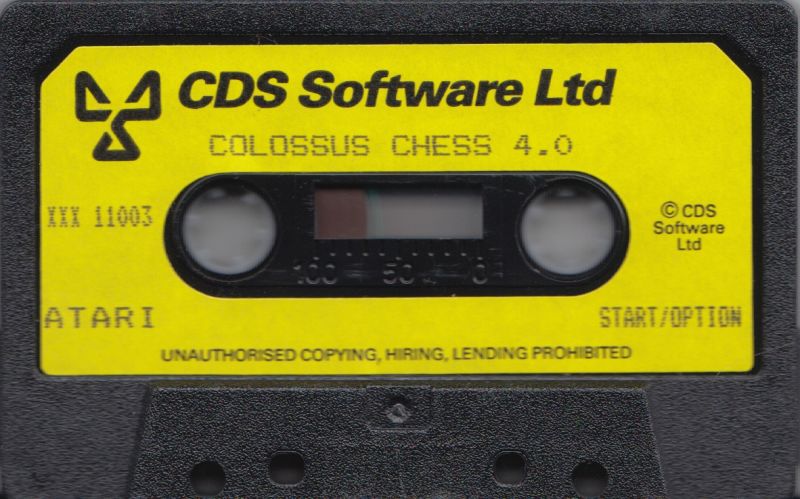 CDS Software Ltd
COLOSSUS CHESS 4.0
XXX 11003
© CDS
Software
Ltd
100 50 0
ATARI
START/OPTION
UNAUTHORISED COPYING, HIRING, LENDING PROHIBITED